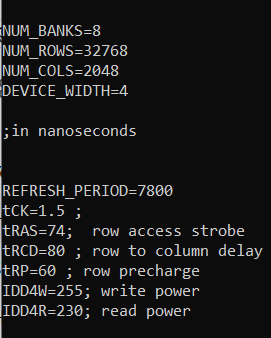 NUM_BANKS=8
NUM_ROWS=32768
NUM_COLS=2048
DEVICE_WIDTH=4
;in nanoseconds
REFRESH_PERIOD=7800
tCK=1.5 ;
tRAS=74;  row access strobe
tRCD=80 ; row to column delay
tRP=60 ; row precharge
IDD4W=255; write power
IDD4R=230; read power